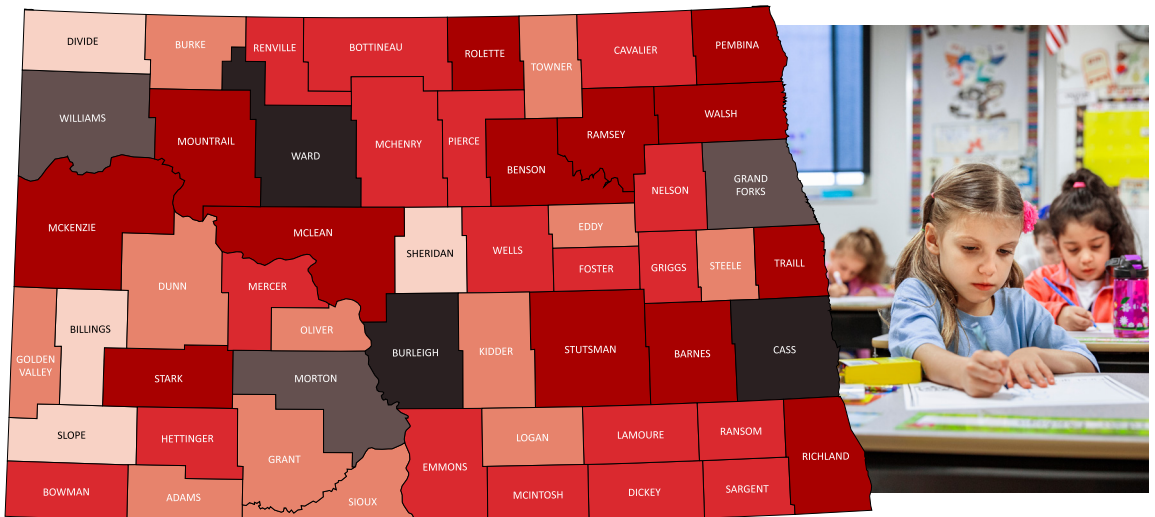 DIVIDE
BURKE
RENVILLE
BOTTINEAU
ROLETTE
TOWNER
CAVALIER
PEMBINA
WILLIAMS
MOUNTRAIL
WARD
MCHENRY
PIERCE
BENSON
RAMSEY
WALSH
NELSON
GRAND
FORKS
MCKENZIE
MCLEAN
SHERIDAN
WELLS
EDDY
FOSTER
GRIGGS
STEELE
TRAILL
DUNN
MERCER
OLIVER
GOLDEN
VALLEY
BILLINGS
STARK
MORTON
BURLEIGH
KIDDER
STUTSMAN
BARNES
CASS
SLOPE
HETTINGER
GRANT
EMMONS
LOGAN
LAMOURE
RANSOM
RICHLAND
BOWMAN
ADAMS
SIOUX
MCINTOSH
DICKEY
SARGENT